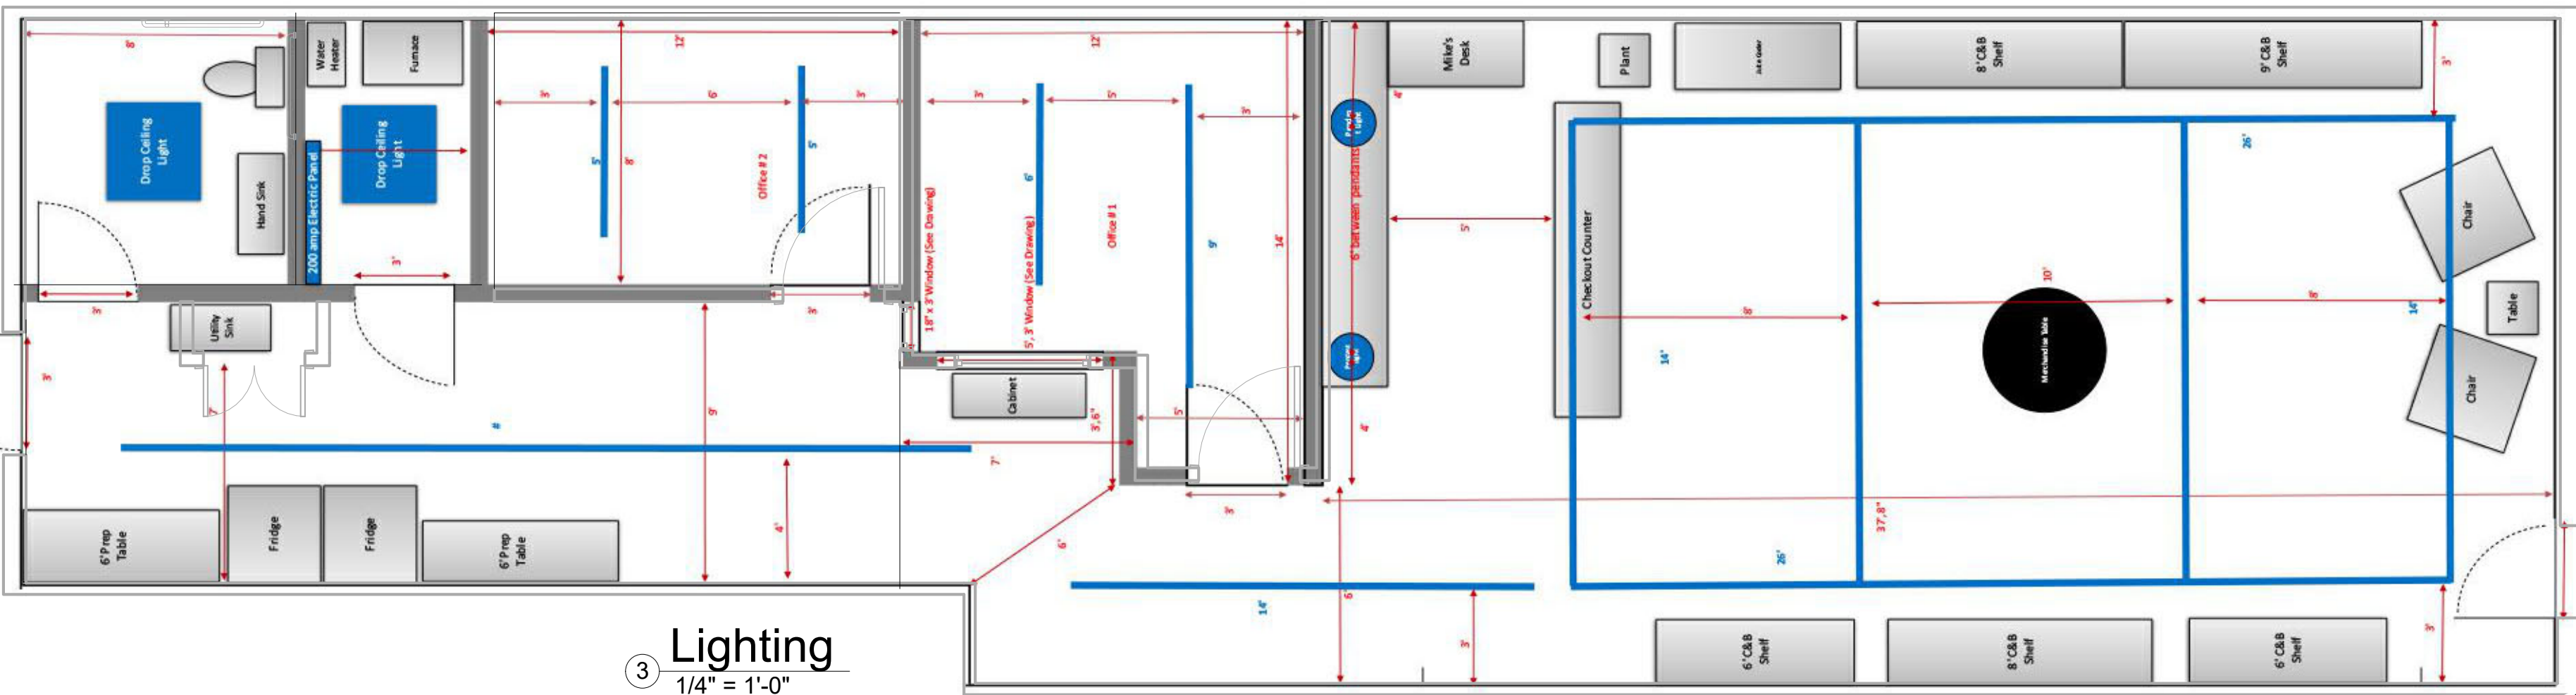 8'
Drop Ceiling
Light
Hand Sink
3'
Water
Heater
Furnace
200 amp Electric Panel
Drop Ceiling
Light
3'
12'
3'
6'
3'
5'
8'
Office # 2
5'
3'
12'
3'
5'
3'
18" x 3' Window (See Drawing)
5', 3' Window (See Drawing)
6'
Office # 1
9'
14'
6' between pendants
4'
Mike's
Desk
4'
5'
Plant
8' C&B
Shelf
9' C&B
Shelf
3'
Checkout Counter
26'
Chair
Table
Chair
8'
10'
8'
14'
14'
Merchandise Table
37',8"
26'
3'
Utility
Sink
7'
#
9'
4'
Cabinet
3',6"
7'
5'
3'
6'
6'
14'
3'
6' Prep
Table
Fridge
Fridge
6' Prep
Table
6' C&B
Shelf
8' C&B
Shelf
6' C&B
Shelf
3'
3 Lighting
1/4" = 1'-0"